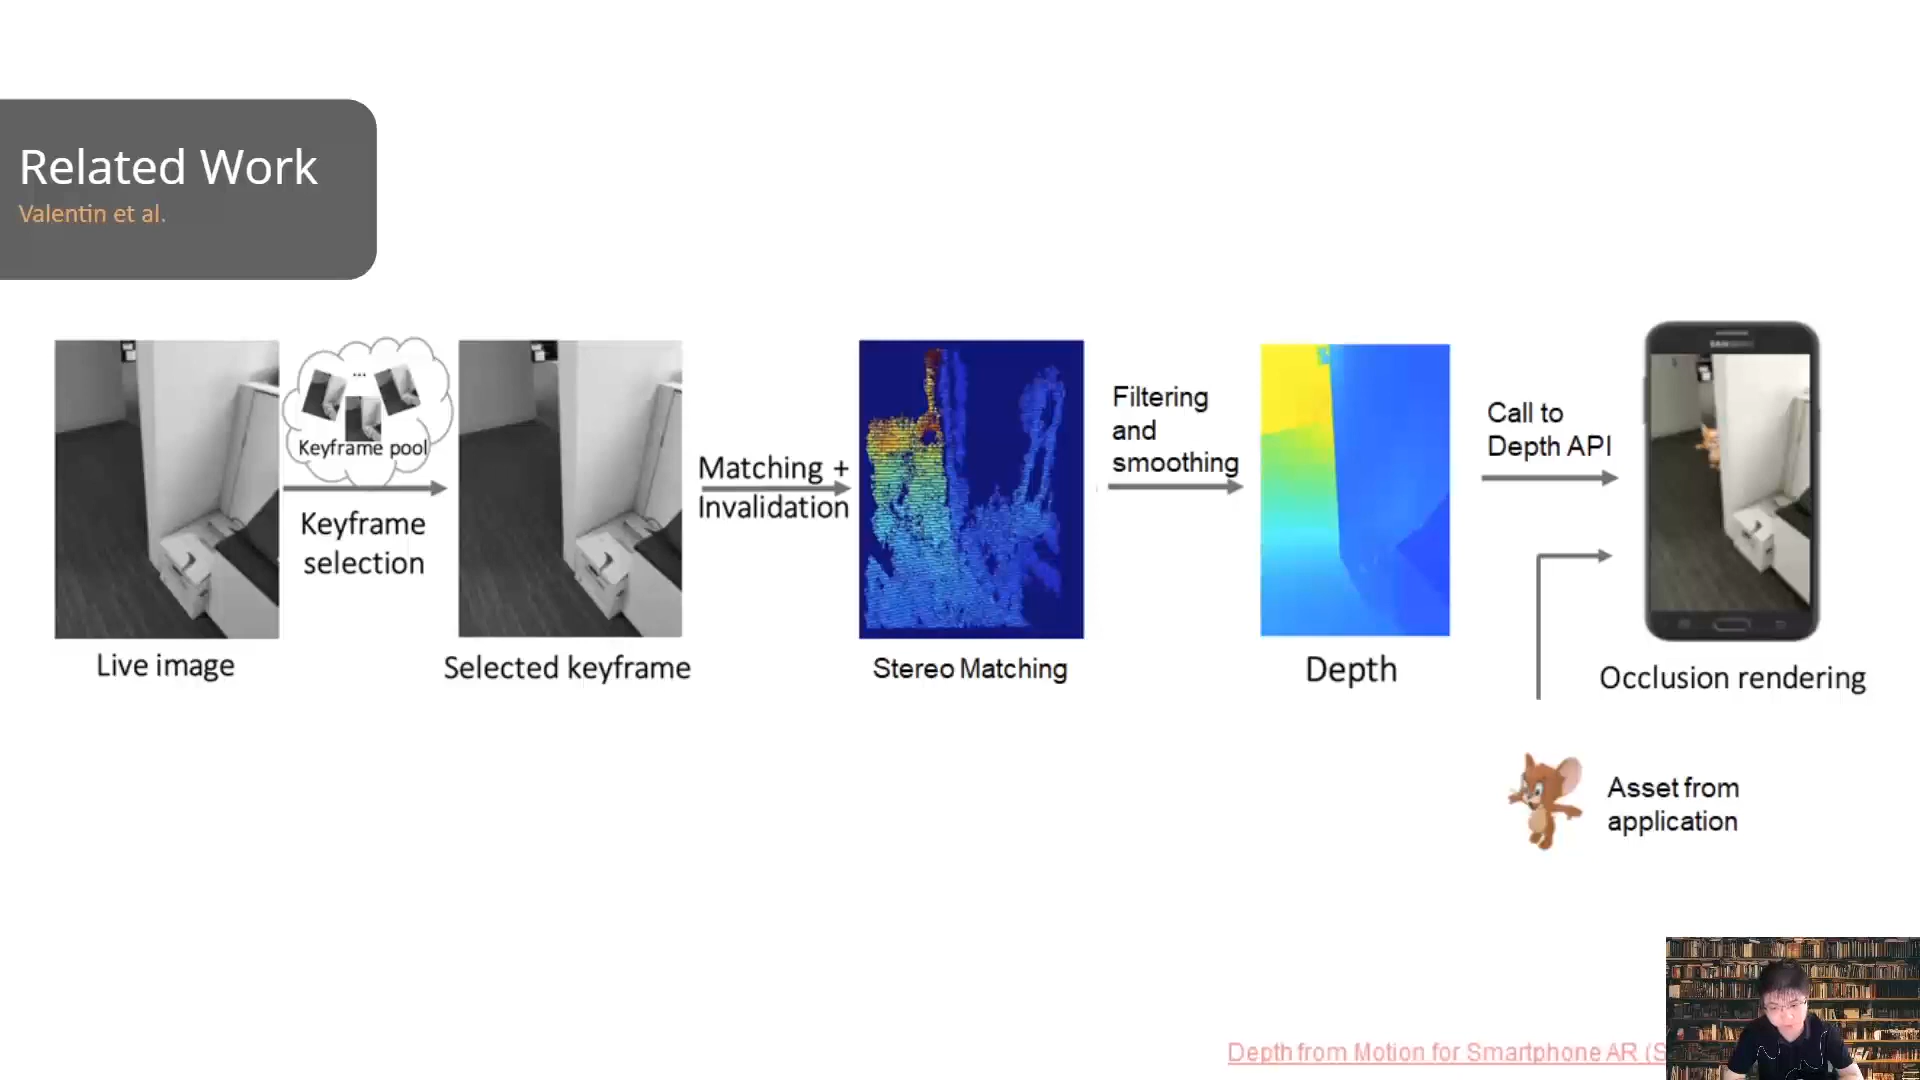 Related Work
Valentin et al.
...
Keyframe pool
Keyframe
selection
Live image
Selected keyframe
Matching +
Invalidation
Stereo Matching
Filtering
and
smoothing
Depth
Call to
Depth API
Occlusion rendering
Asset from
application
Depth from Motion for Smartphone AR (S